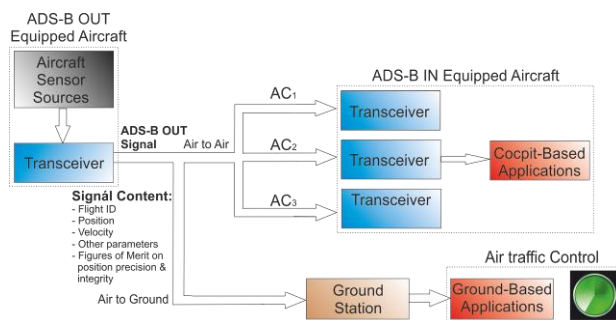 ADS-B OUT
Equipped Aircraft
Aircraft
Sensor
Sources
Transceiver
ADS-B OUT
Signal
Air to Air
Signál Content:
- Flight ID
- Position
- Velocity
- Other parameters
- Figures of Merit on
position precision &
integrity
Air to Ground
AC1
AC2
AC3
ADS-B IN Equipped Aircraft
Transceiver
Transceiver
Transceiver
Cocpit-Based
Applications
Ground
Station
Air traffic Control
Ground-Based
Applications